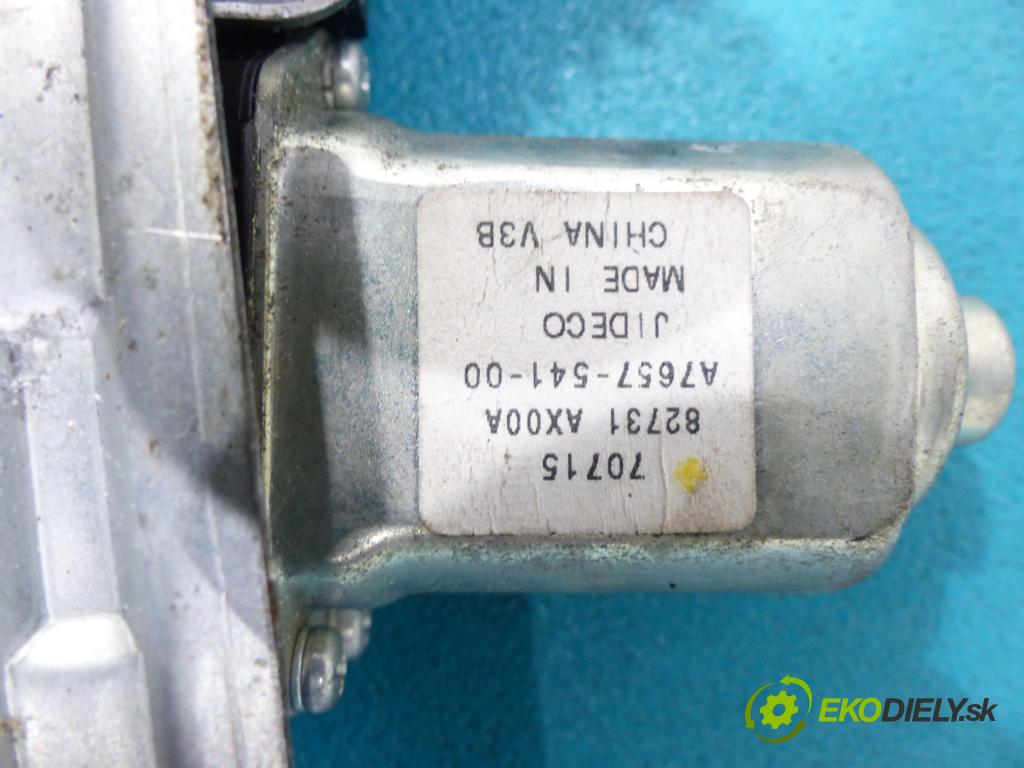 70715
82731 AX00A
A7657-541-00
JIDECO
MADE IN
CHINA V3B
EKODIELY.sk